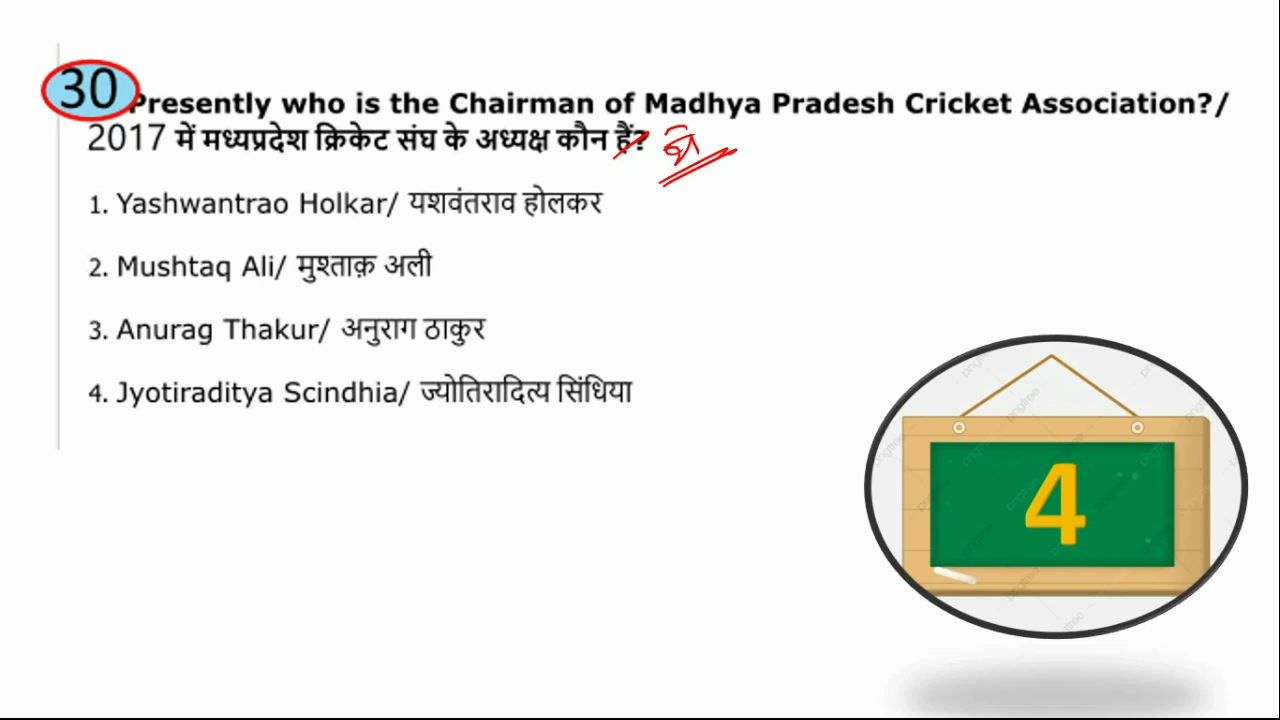 30 Presently who is the Chairman of Madhya Pradesh Cricket Association?/
2017 में मध्यप्रदेश क्रिकेट संघ के अध्यक्ष कौन हैं? थे
1. Yashwantrao Holkar/ यशवंतराव होलकर
2. Mushtaq Ali/ मुश्ताक़ अली
3. Anurag Thakur/ अनुराग ठाकुर
4. Jyotiraditya Scindhia/ ज्योतिरादित्य सिंधिया
4